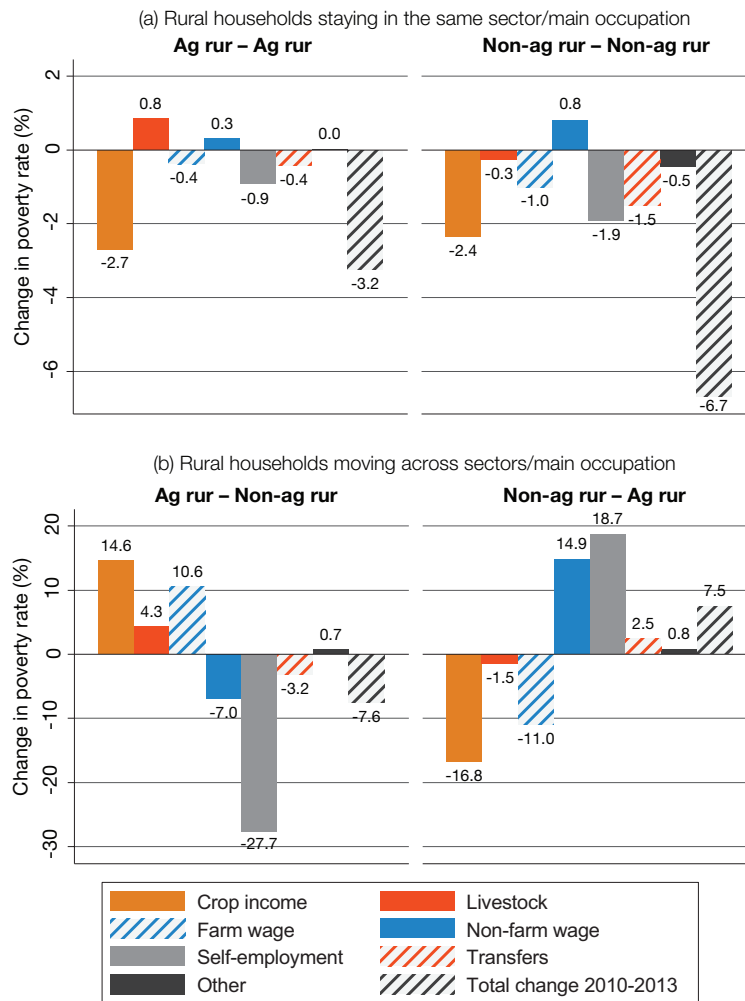 (a) Rural households staying in the same sector/main occupation
Ag rur – Ag rur
Non-ag rur – Non-ag rur
Change in poverty rate (%)
2
0
-2
-4
-6
-2.7
0.8
-0.4
0.3
-0.9
-0.4
0.0
-3.2
-2.4
-0.3
-1.0
0.8
-1.9
-1.5
-0.5
-6.7
(b) Rural households moving across sectors/main occupation
Ag rur – Non-ag rur
Non-ag rur – Ag rur
Change in poverty rate (%)
20
10
0
-10
-20
-30
14.6
4.3
10.6
-7.0
-27.7
-3.2
0.7
-7.6
-16.8
-1.5
-11.0
14.9
18.7
2.5
0.8
7.5
Crop income
Livestock
Farm wage
Non-farm wage
Self-employment
Transfers
Other
Total change 2010-2013